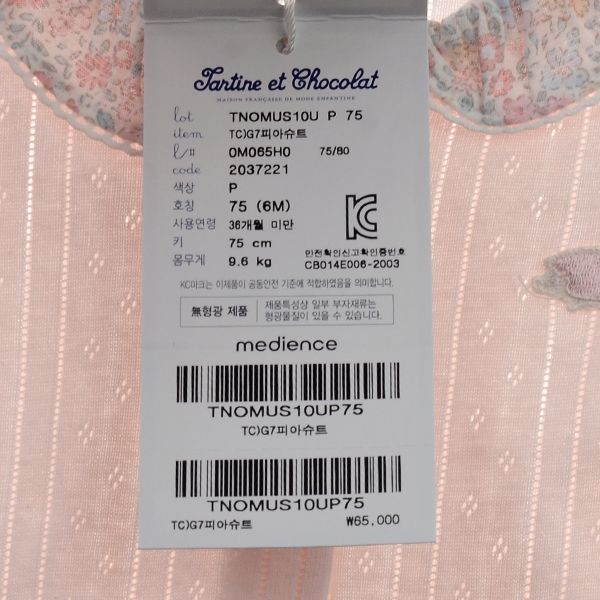 Tartine et Chocolat
MAISON FRANÇAISE DE MODE ENFANTINE
lot TNOMUS10U P 75
item TC)G7피아슈트
l/# 0M065H0 75/80
code 2037221
색상 P
호칭 75 (6M)
사용연령 36개월 미만
키 75 cm
몸무게 9.6 kg
안전확인신고확인증번호
CB014E006-2003
KC마크는 이제품이 공통안전 기준에 적합하였음을 의미합니다.
無형광 제품
제품특성상 일부 부자재류는
형광물질이 있을 수 있습니다.
medience
TNOMUS10UP75
TC)G7피아슈트
TNOMUS10UP75
TC)G7피아슈트 ₩65,000